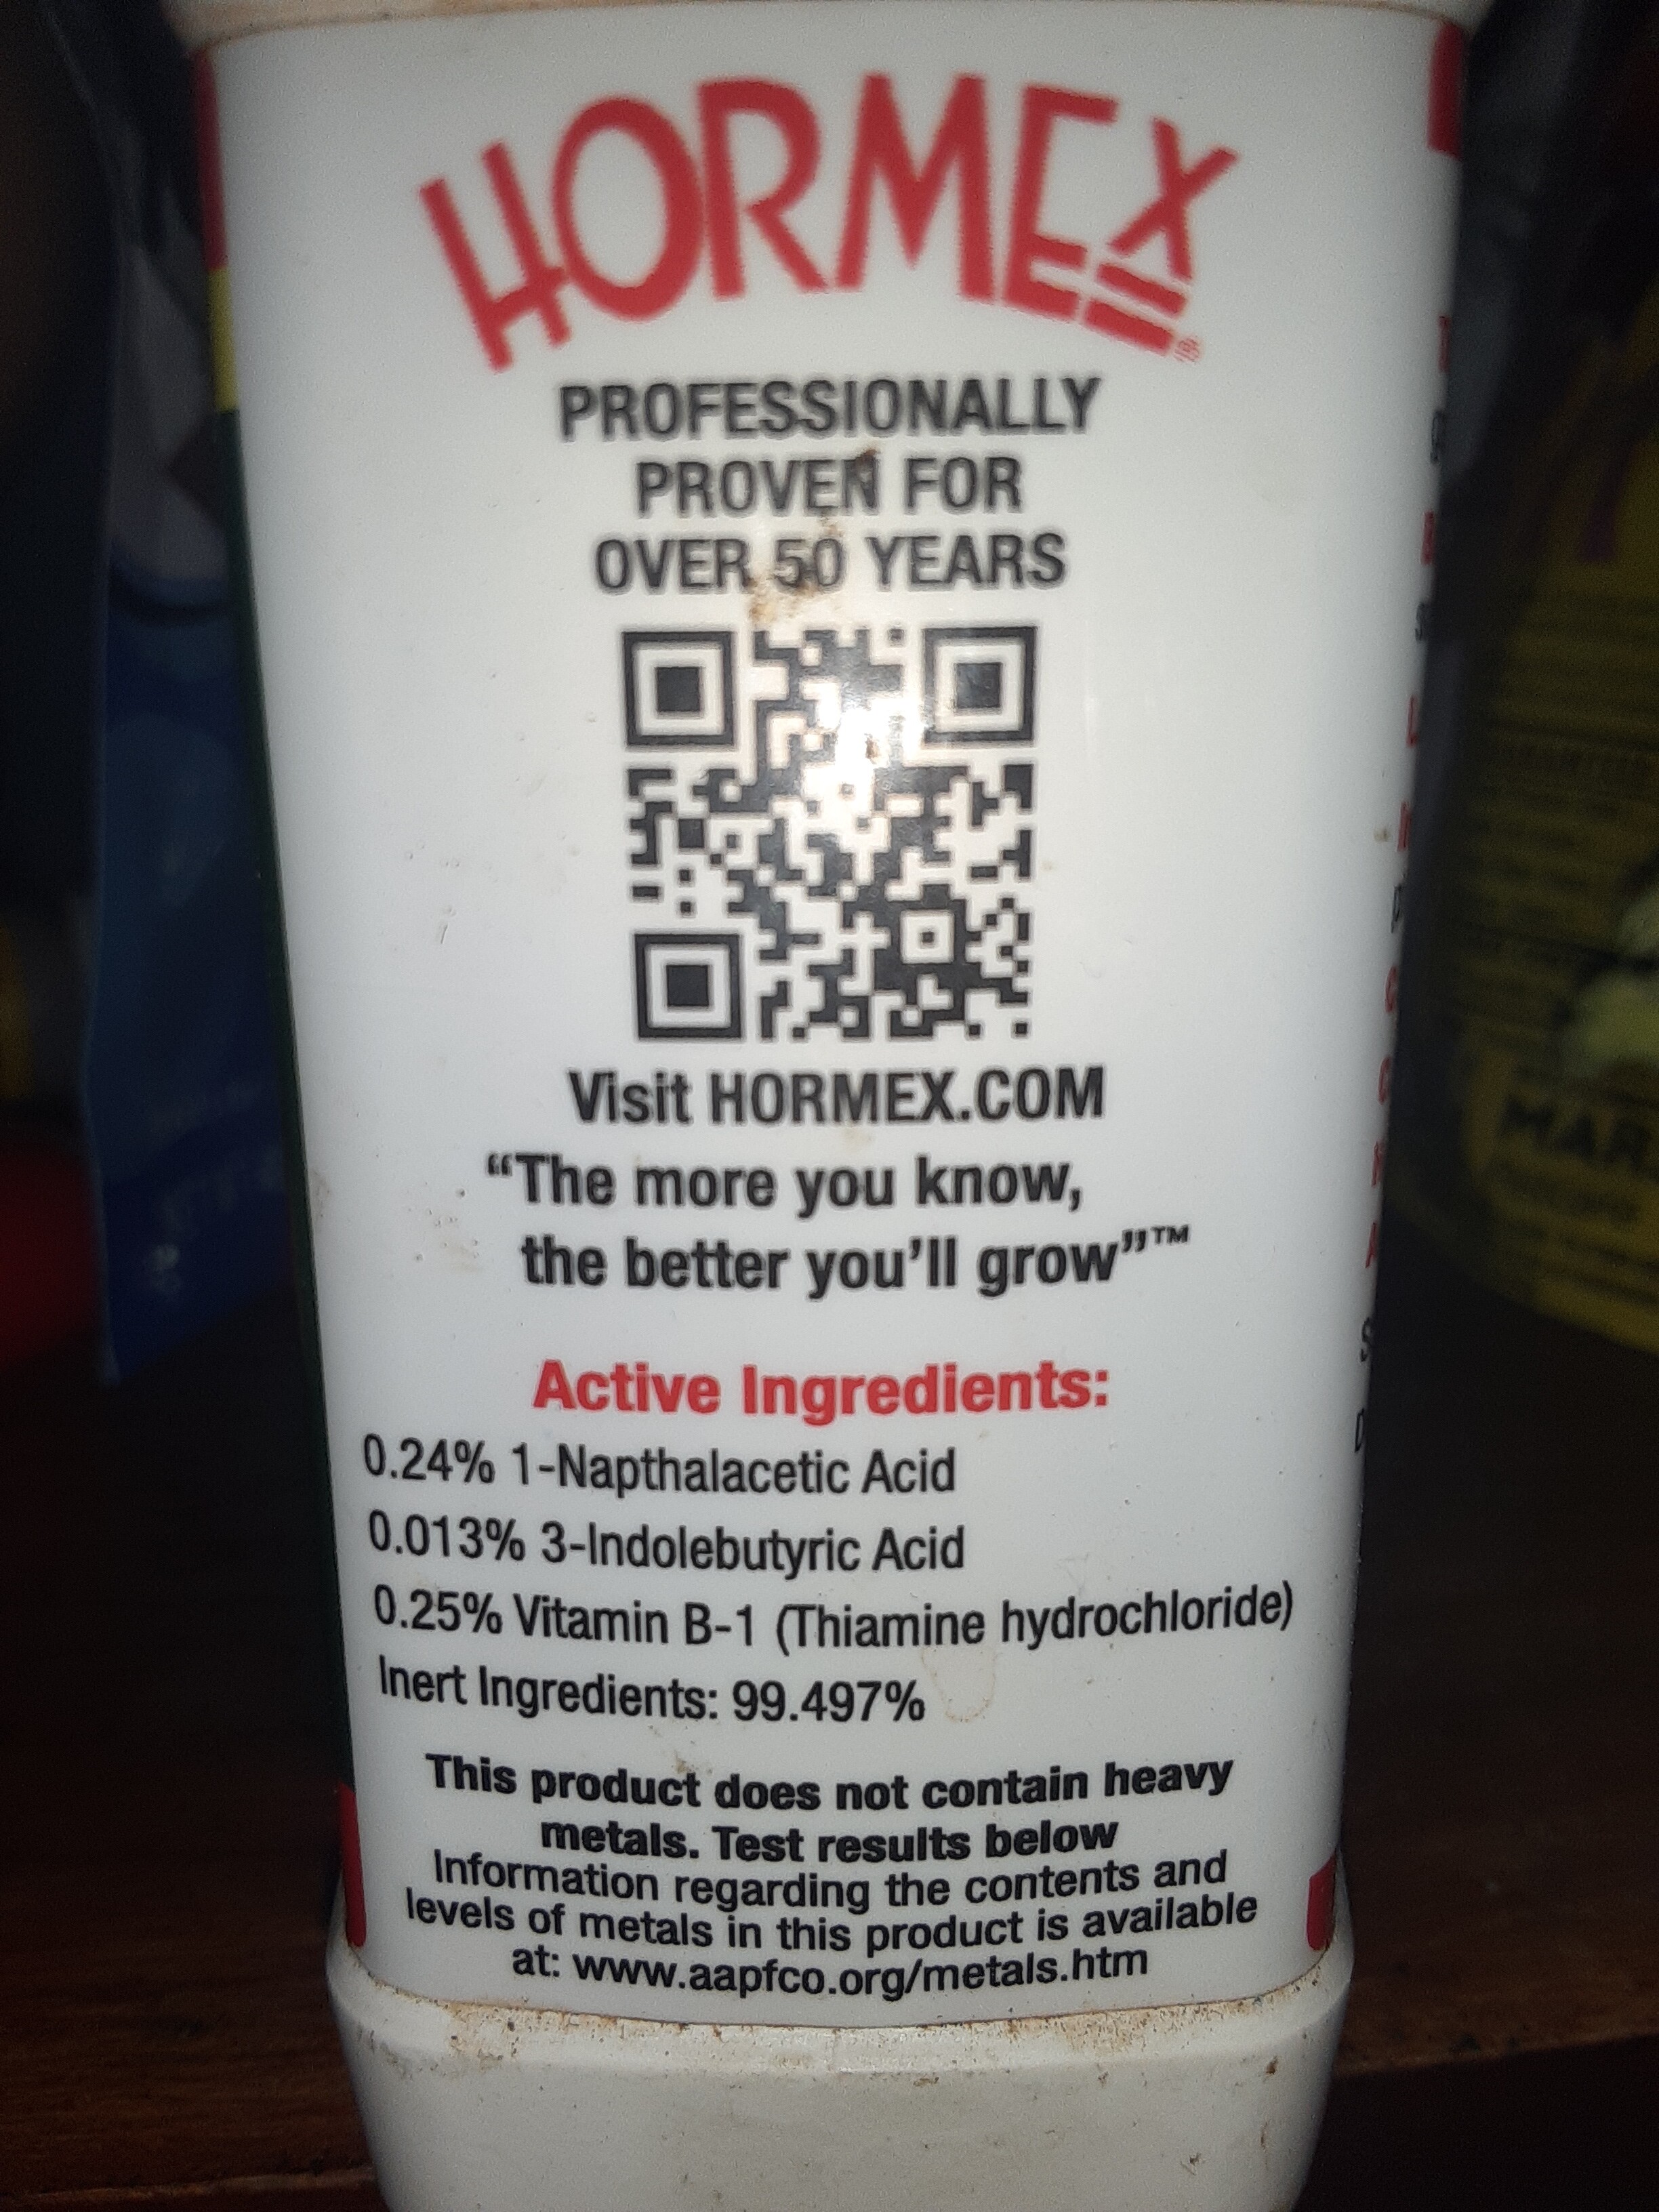 HORMEX®
PROFESSIONALLY
PROVEN FOR
OVER 50 YEARS
Visit HORMEX.COM
“The more you know,
the better you’ll grow”™
Active Ingredients:
0.24% 1-Napthalacetic Acid
0.013% 3-Indolebutyric Acid
0.25% Vitamin B-1 (Thiamine hydrochloride)
Inert Ingredients: 99.497%
This product does not contain heavy
metals. Test results below
Information regarding the contents and
levels of metals in this product is available
at: www.aapfco.org/metals.htm